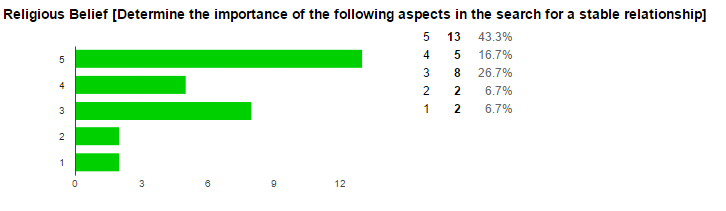 Religious Belief [Determine the importance of the following aspects in the search for a stable relationship]
5 13 43.3%
4 5 16.7%
3 8 26.7%
2 2 6.7%
1 2 6.7%
5
4
3
2
1
0 3 6 9 12